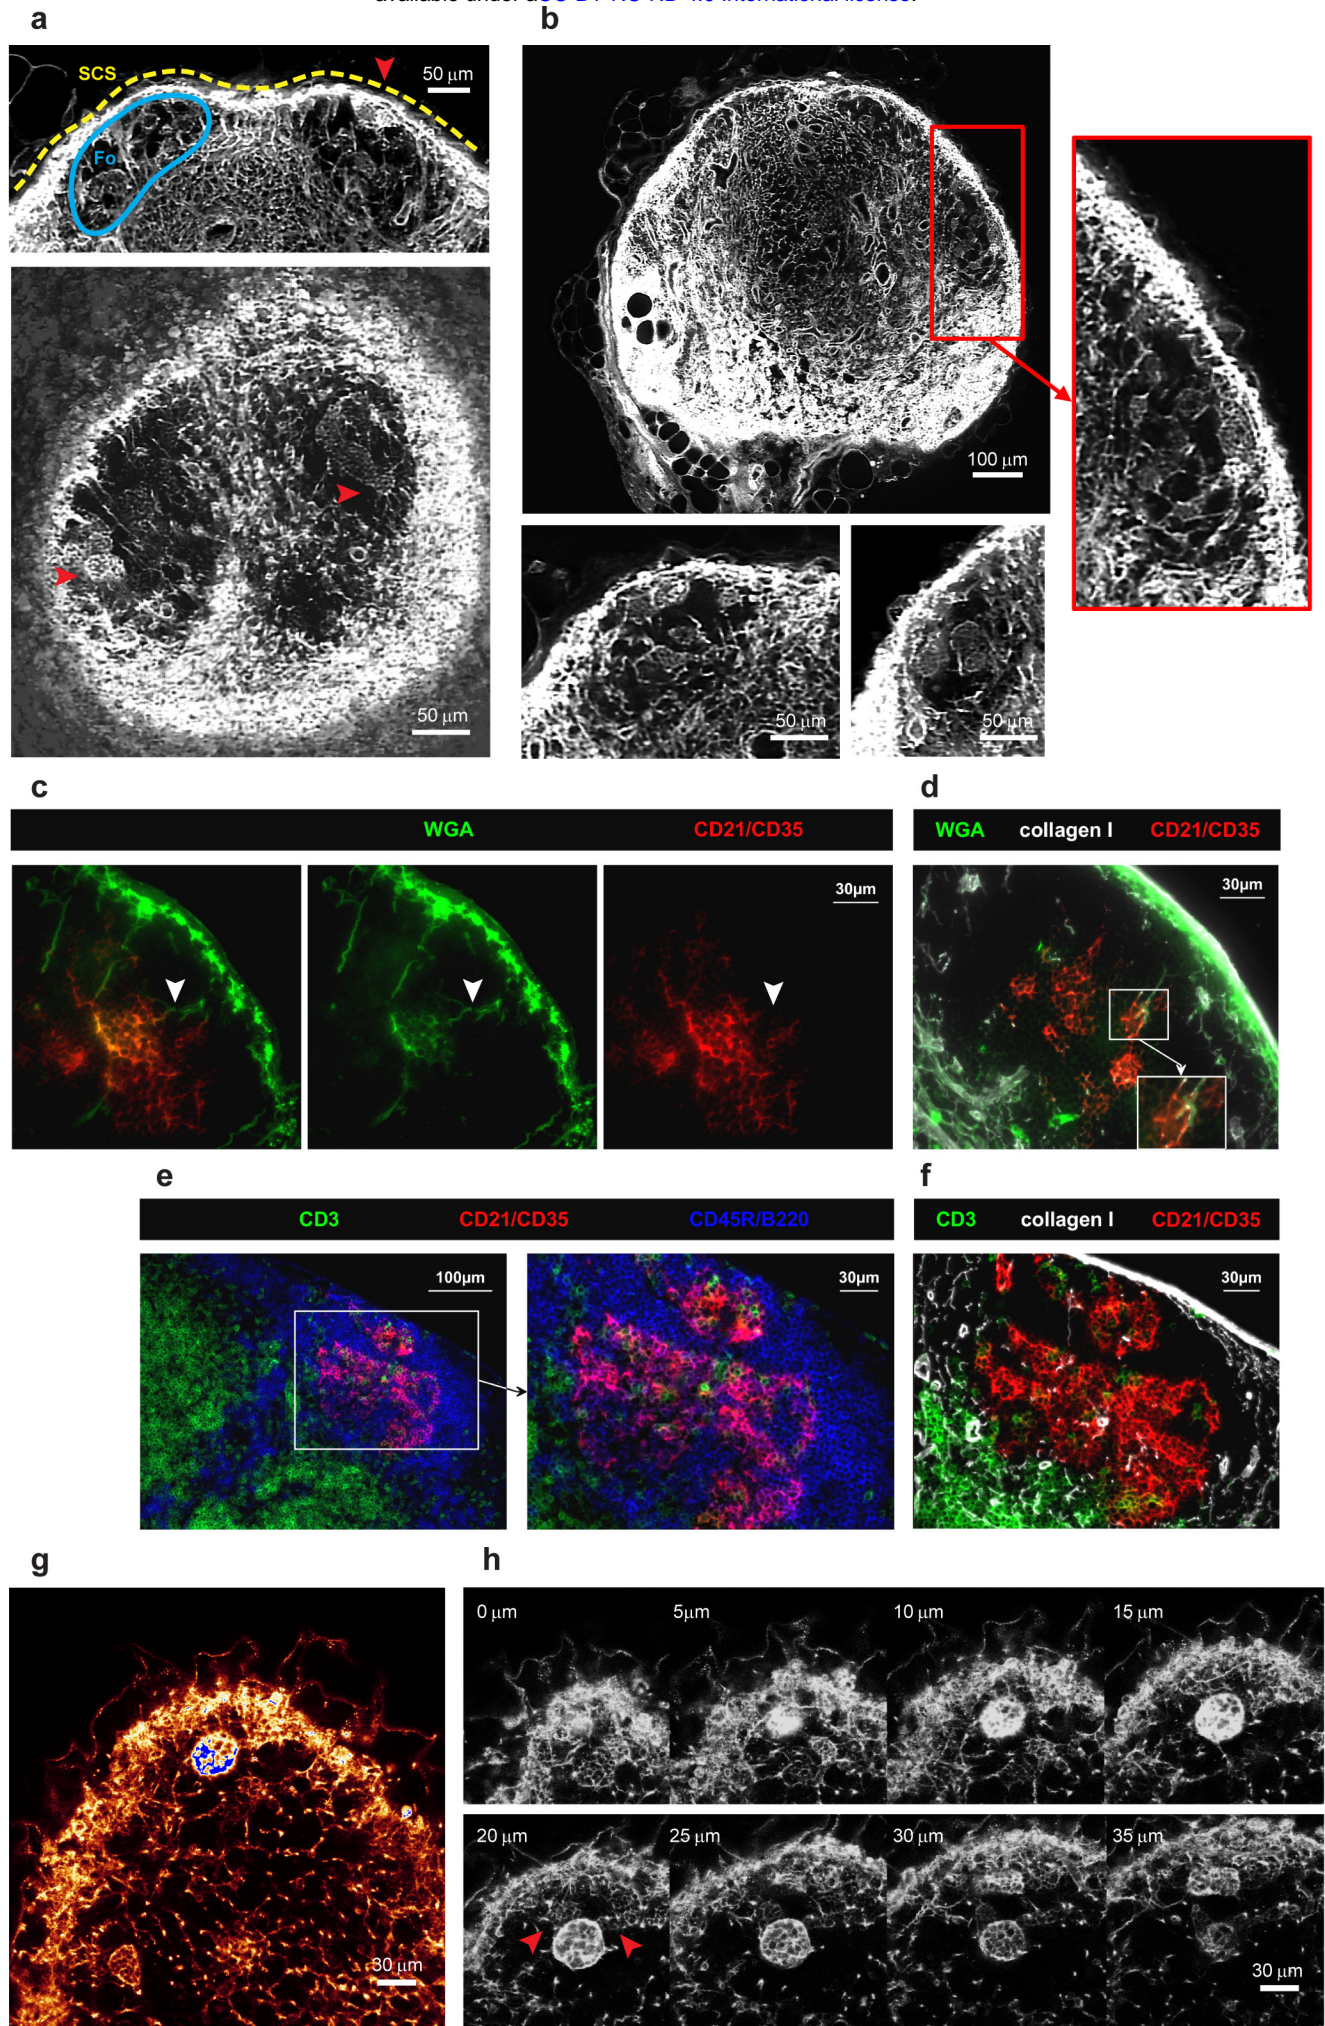 a
b
SCS
50 μm
Fo
50 μm
100 μm
50 μm
50 μm
c
d
WGA CD21/CD35
WGA collagen I CD21/CD35
30μm
30μm
e
f
CD3 CD21/CD35 CD45R/B220
CD3 collagen I CD21/CD35
100μm
30μm
30μm
g
h
0 μm 5μm 10 μm 15 μm
20 μm 25 μm 30 μm 35 μm
30 μm
30 μm